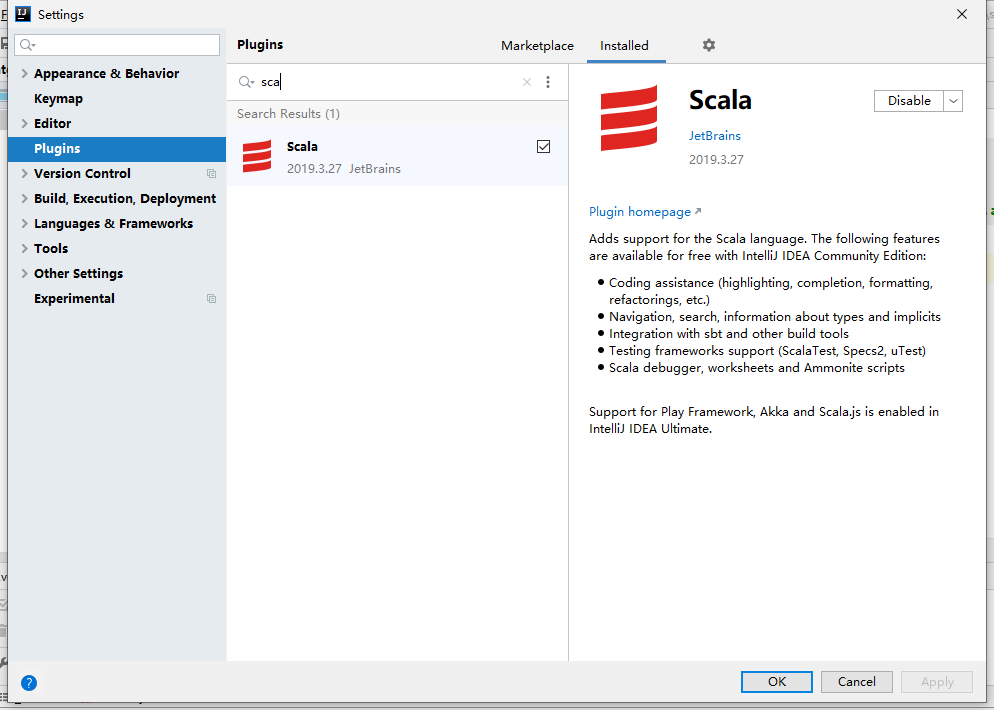 Settings
Plugins
Marketplace
Installed
Appearance & Behavior
Keymap
Editor
Plugins
Version Control
Build, Execution, Deployment
Languages & Frameworks
Tools
Other Settings
Experimental
sca
Search Results (1)
Scala
2019.3.27 JetBrains
Scala
Disable
JetBrains
2019.3.27
Plugin homepage
Adds support for the Scala language. The following features
are available for free with IntelliJ IDEA Community Edition:
Coding assistance (highlighting, completion, formatting,
refactorings, etc.)
Navigation, search, information about types and implicits
Integration with sbt and other build tools
Testing frameworks support (ScalaTest, Specs2, uTest)
Scala debugger, worksheets and Ammonite scripts
Support for Play Framework, Akka and Scala.js is enabled in
IntelliJ IDEA Ultimate.
?
OK
Cancel
Apply